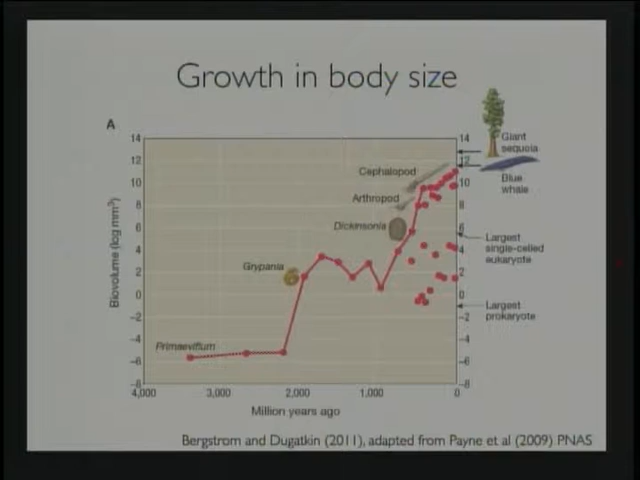 Growth in body size
A
14
12
10
8
6
4
2
0
−2
−4
−6
−8
Biovolume (log mm³)
Primaevifilum
Grypania
Dickinsonia
Arthropod
Cephalopod
14
12
10
8
6
4
2
0
−2
−4
−6
−8
Giant
sequoia
Blue
whale
Largest
single-celled
eukaryote
Largest
prokaryote
4,000 3,000 2,000 1,000 0
Million years ago
Bergstrom and Dugatkin (2011), adapted from Payne et al (2009) PNAS